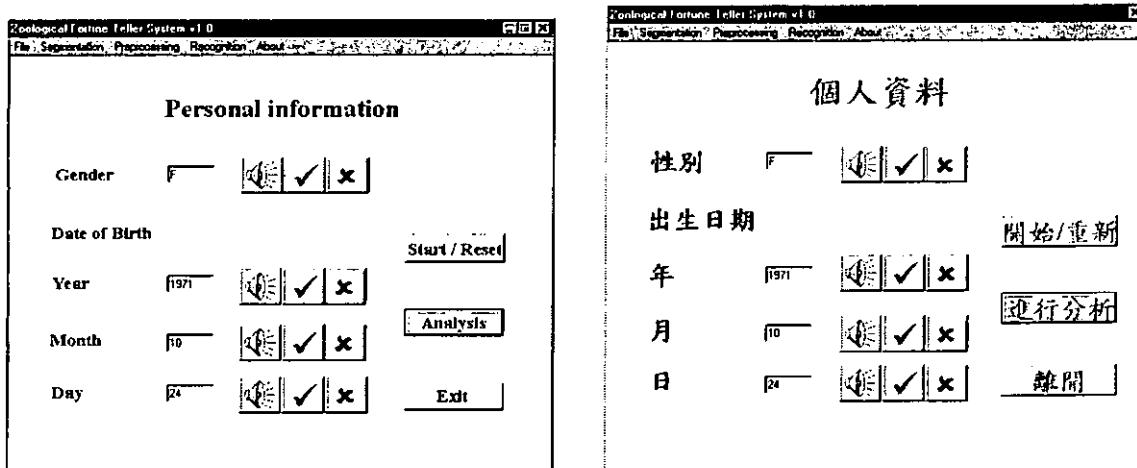 Zoological Fortune Teller System v1.0
File Segmentation Preprocessing Recognition About
Personal information
Gender F
Date of Birth
Start / Reset
Year 1971
Analysis
Month 10
Day 24
Exit
Zoological Fortune Teller System v1.0
File Segmentation Preprocessing Recognition About
個人資料
性別 F
出生日期
開始/重新
年 1971
進行分析
月 10
日 24
離開